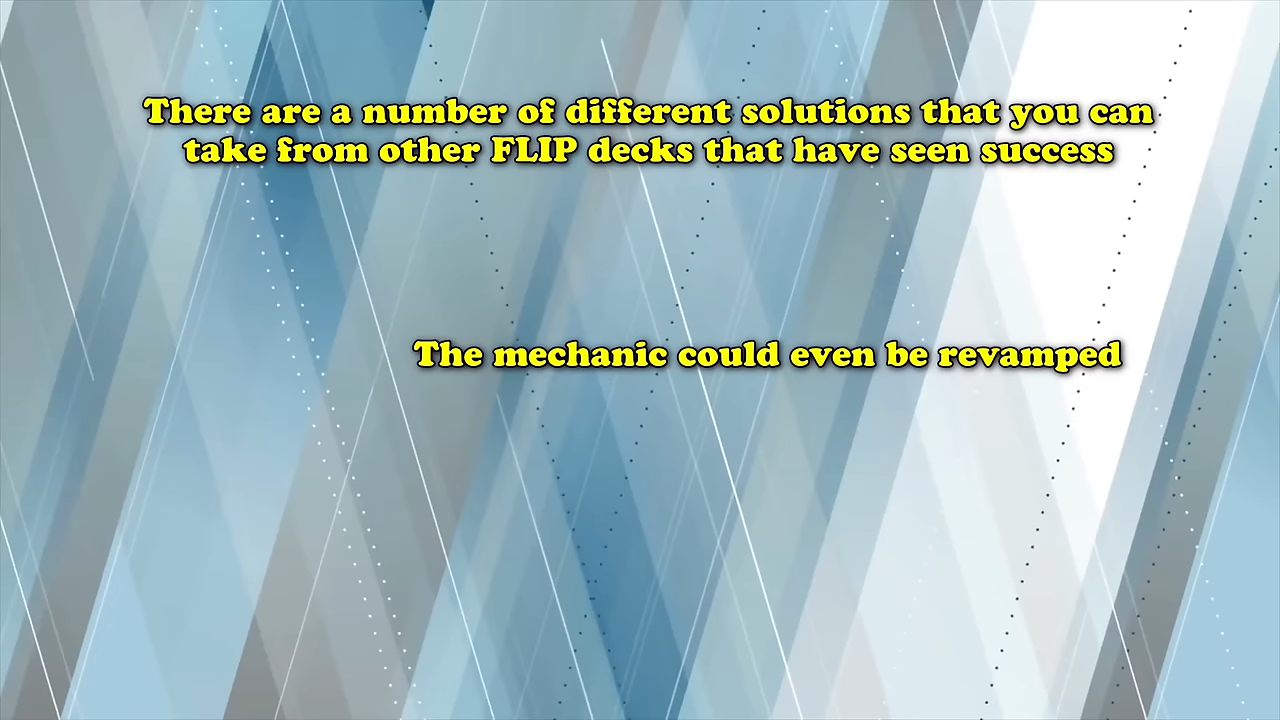 There are a number of different solutions that you can
take from other FLIP decks that have seen success
The mechanic could even be revamped